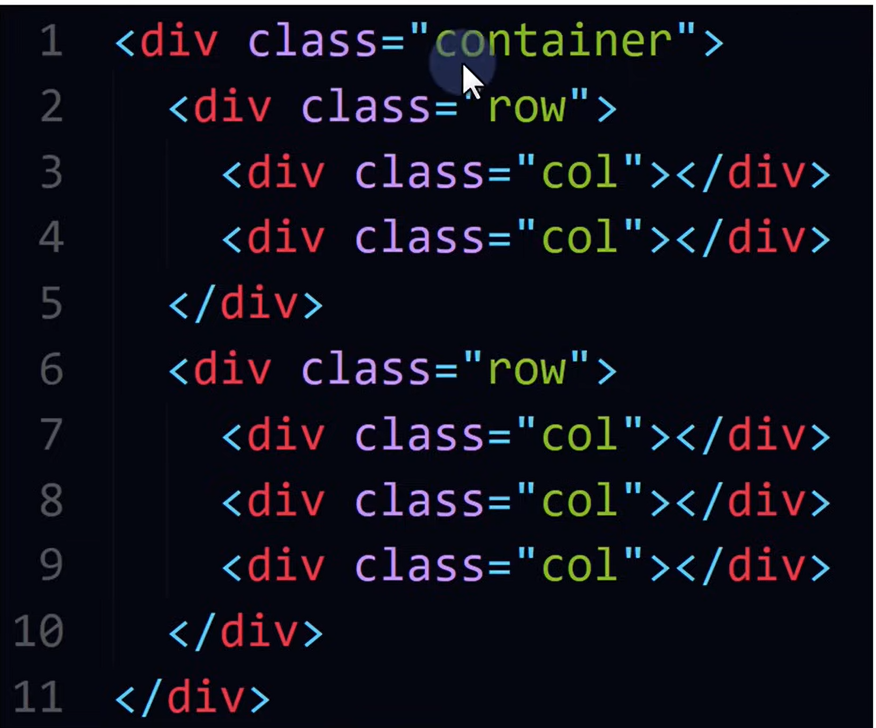 1 <div class="container">
2 <div class="row">
3 <div class="col"></div>
4 <div class="col"></div>
5 </div>
6 <div class="row">
7 <div class="col"></div>
8 <div class="col"></div>
9 <div class="col"></div>
10 </div>
11 </div>